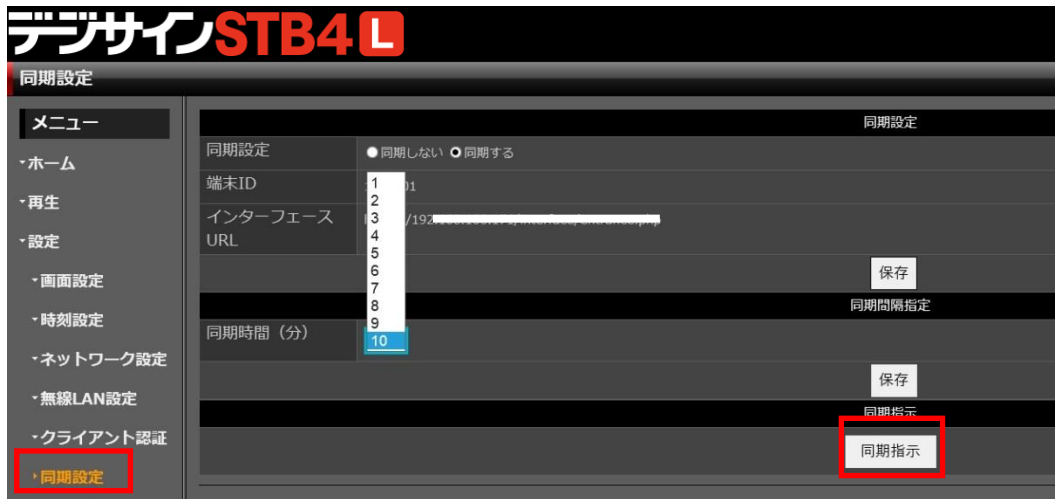 デジサインSTB4 L
同期設定
メニュー
ホーム
再生
設定
画面設定
時刻設定
ネットワーク設定
無線LAN設定
クライアント認証
同期設定
同期設定
同期設定
同期しない 同期する
端末ID
01
インターフェース
URL
/192
保存
同期間隔指定
同期時間（分）
1
2
3
4
5
6
7
8
9
10
保存
同期指示
同期指示